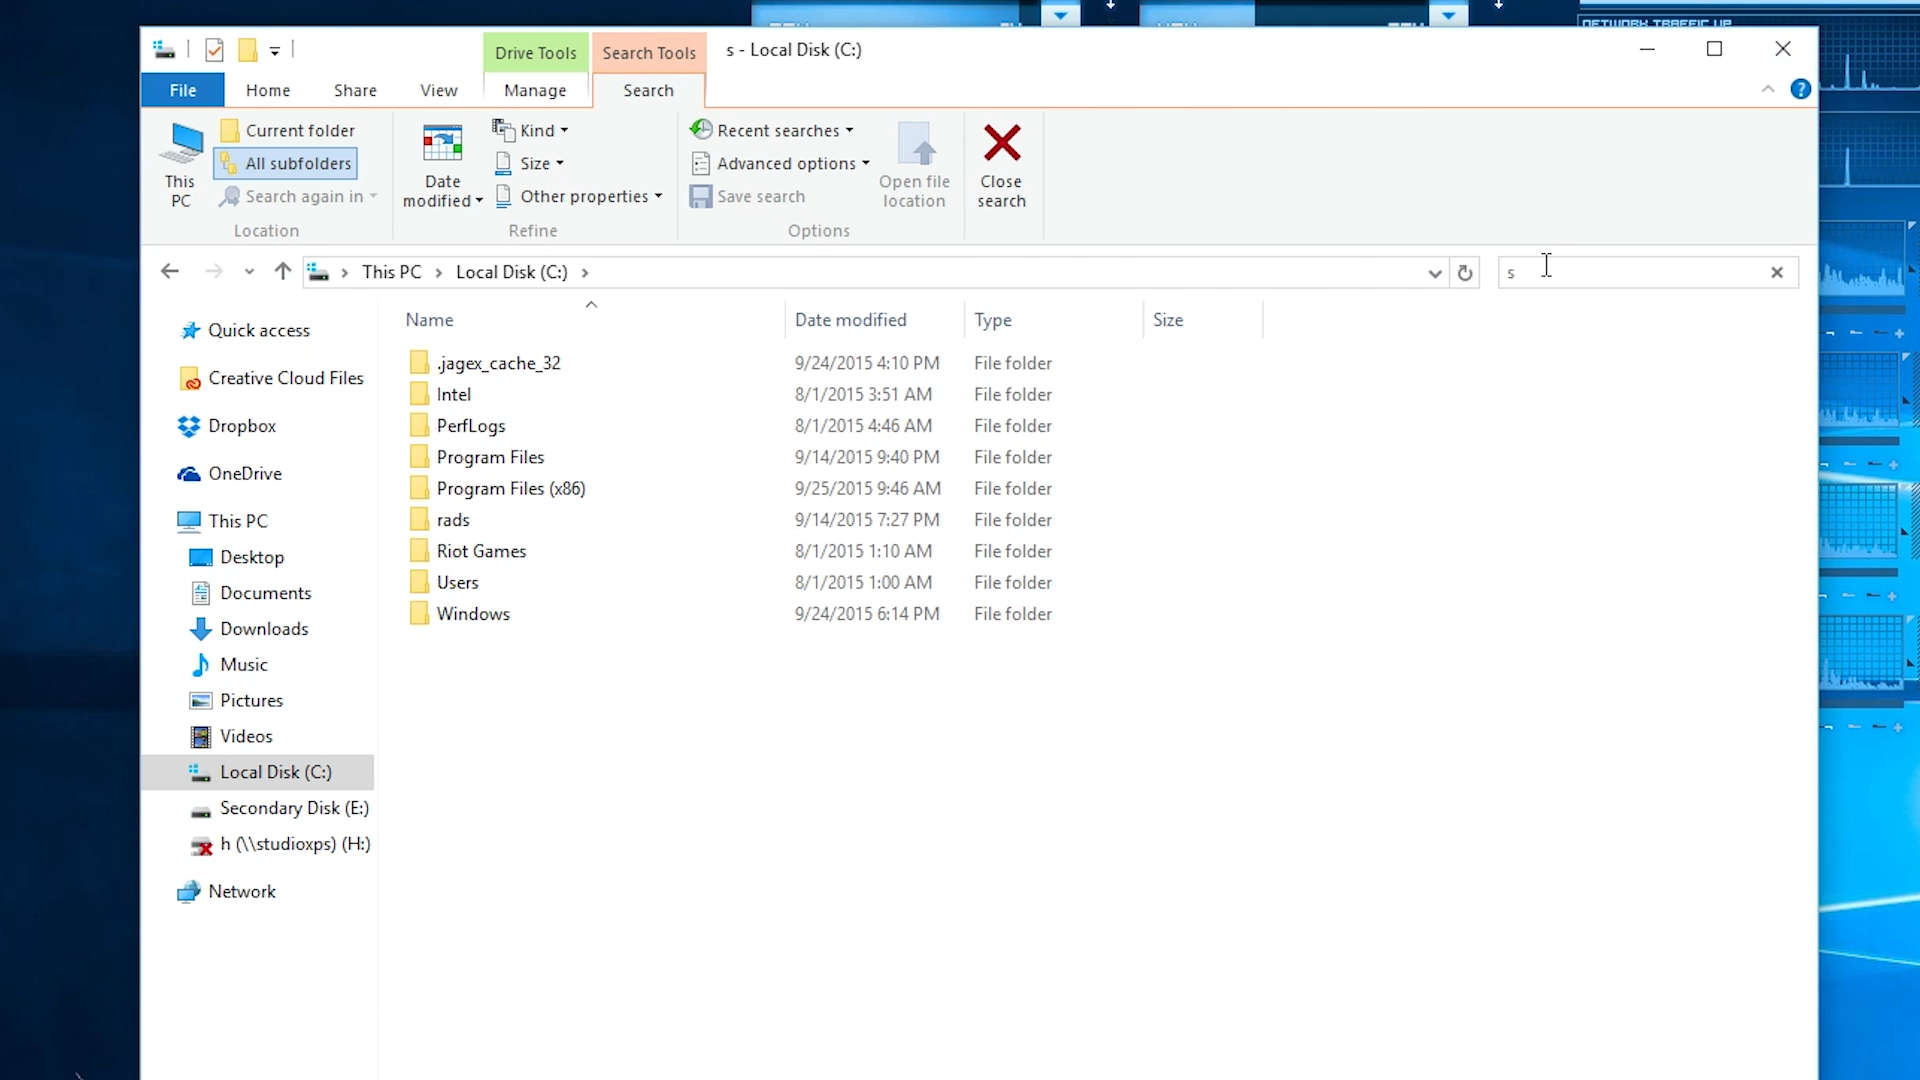 NETWORK TRAFFIC UP
Drive Tools
Search Tools
s - Local Disk (C:)
File
Home
Share
View
Manage
Search
This
PC
Current folder
All subfolders
Search again in
Location
Date
modified
Kind
Size
Other properties
Refine
Recent searches
Advanced options
Save search
Open file
location
Options
Close
search
This PC > Local Disk (C:) >
s
Name Date modified Type Size
.jagex_cache_32 9/24/2015 4:10 PM File folder
Intel 8/1/2015 3:51 AM File folder
PerfLogs 8/1/2015 4:46 AM File folder
Program Files 9/14/2015 9:40 PM File folder
Program Files (x86) 9/25/2015 9:46 AM File folder
rads 9/14/2015 7:27 PM File folder
Riot Games 8/1/2015 1:10 AM File folder
Users 8/1/2015 1:00 AM File folder
Windows 9/24/2015 6:14 PM File folder
Quick access
Creative Cloud Files
Dropbox
OneDrive
This PC
Desktop
Documents
Downloads
Music
Pictures
Videos
Local Disk (C:)
Secondary Disk (E:)
h (\\studioxps) (H:)
Network